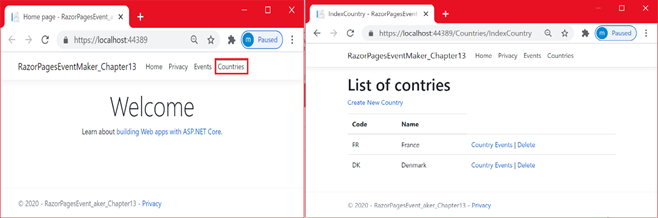 Home page - RazorPagesEvent_a
https://localhost:44389
m Paused
RazorPagesEventMaker_Chapter13 Home Privacy Events Countries
Welcome
Learn about building Web apps with ASP.NET Core.
© 2020 - RazorPagesEvent_aker_Chapter13 - Privacy
IndexCountry - RazorPagesEvent
https://localhost:44389/Countries/IndexCountry
m Paused
RazorPagesEventMaker_Chapter13 Home Privacy Events Countries
List of contries
Create New Country
Code Name
FR France Country Events | Delete
DK Denmark Country Events | Delete
© 2020 - RazorPagesEvent_aker_Chapter13 - Privacy